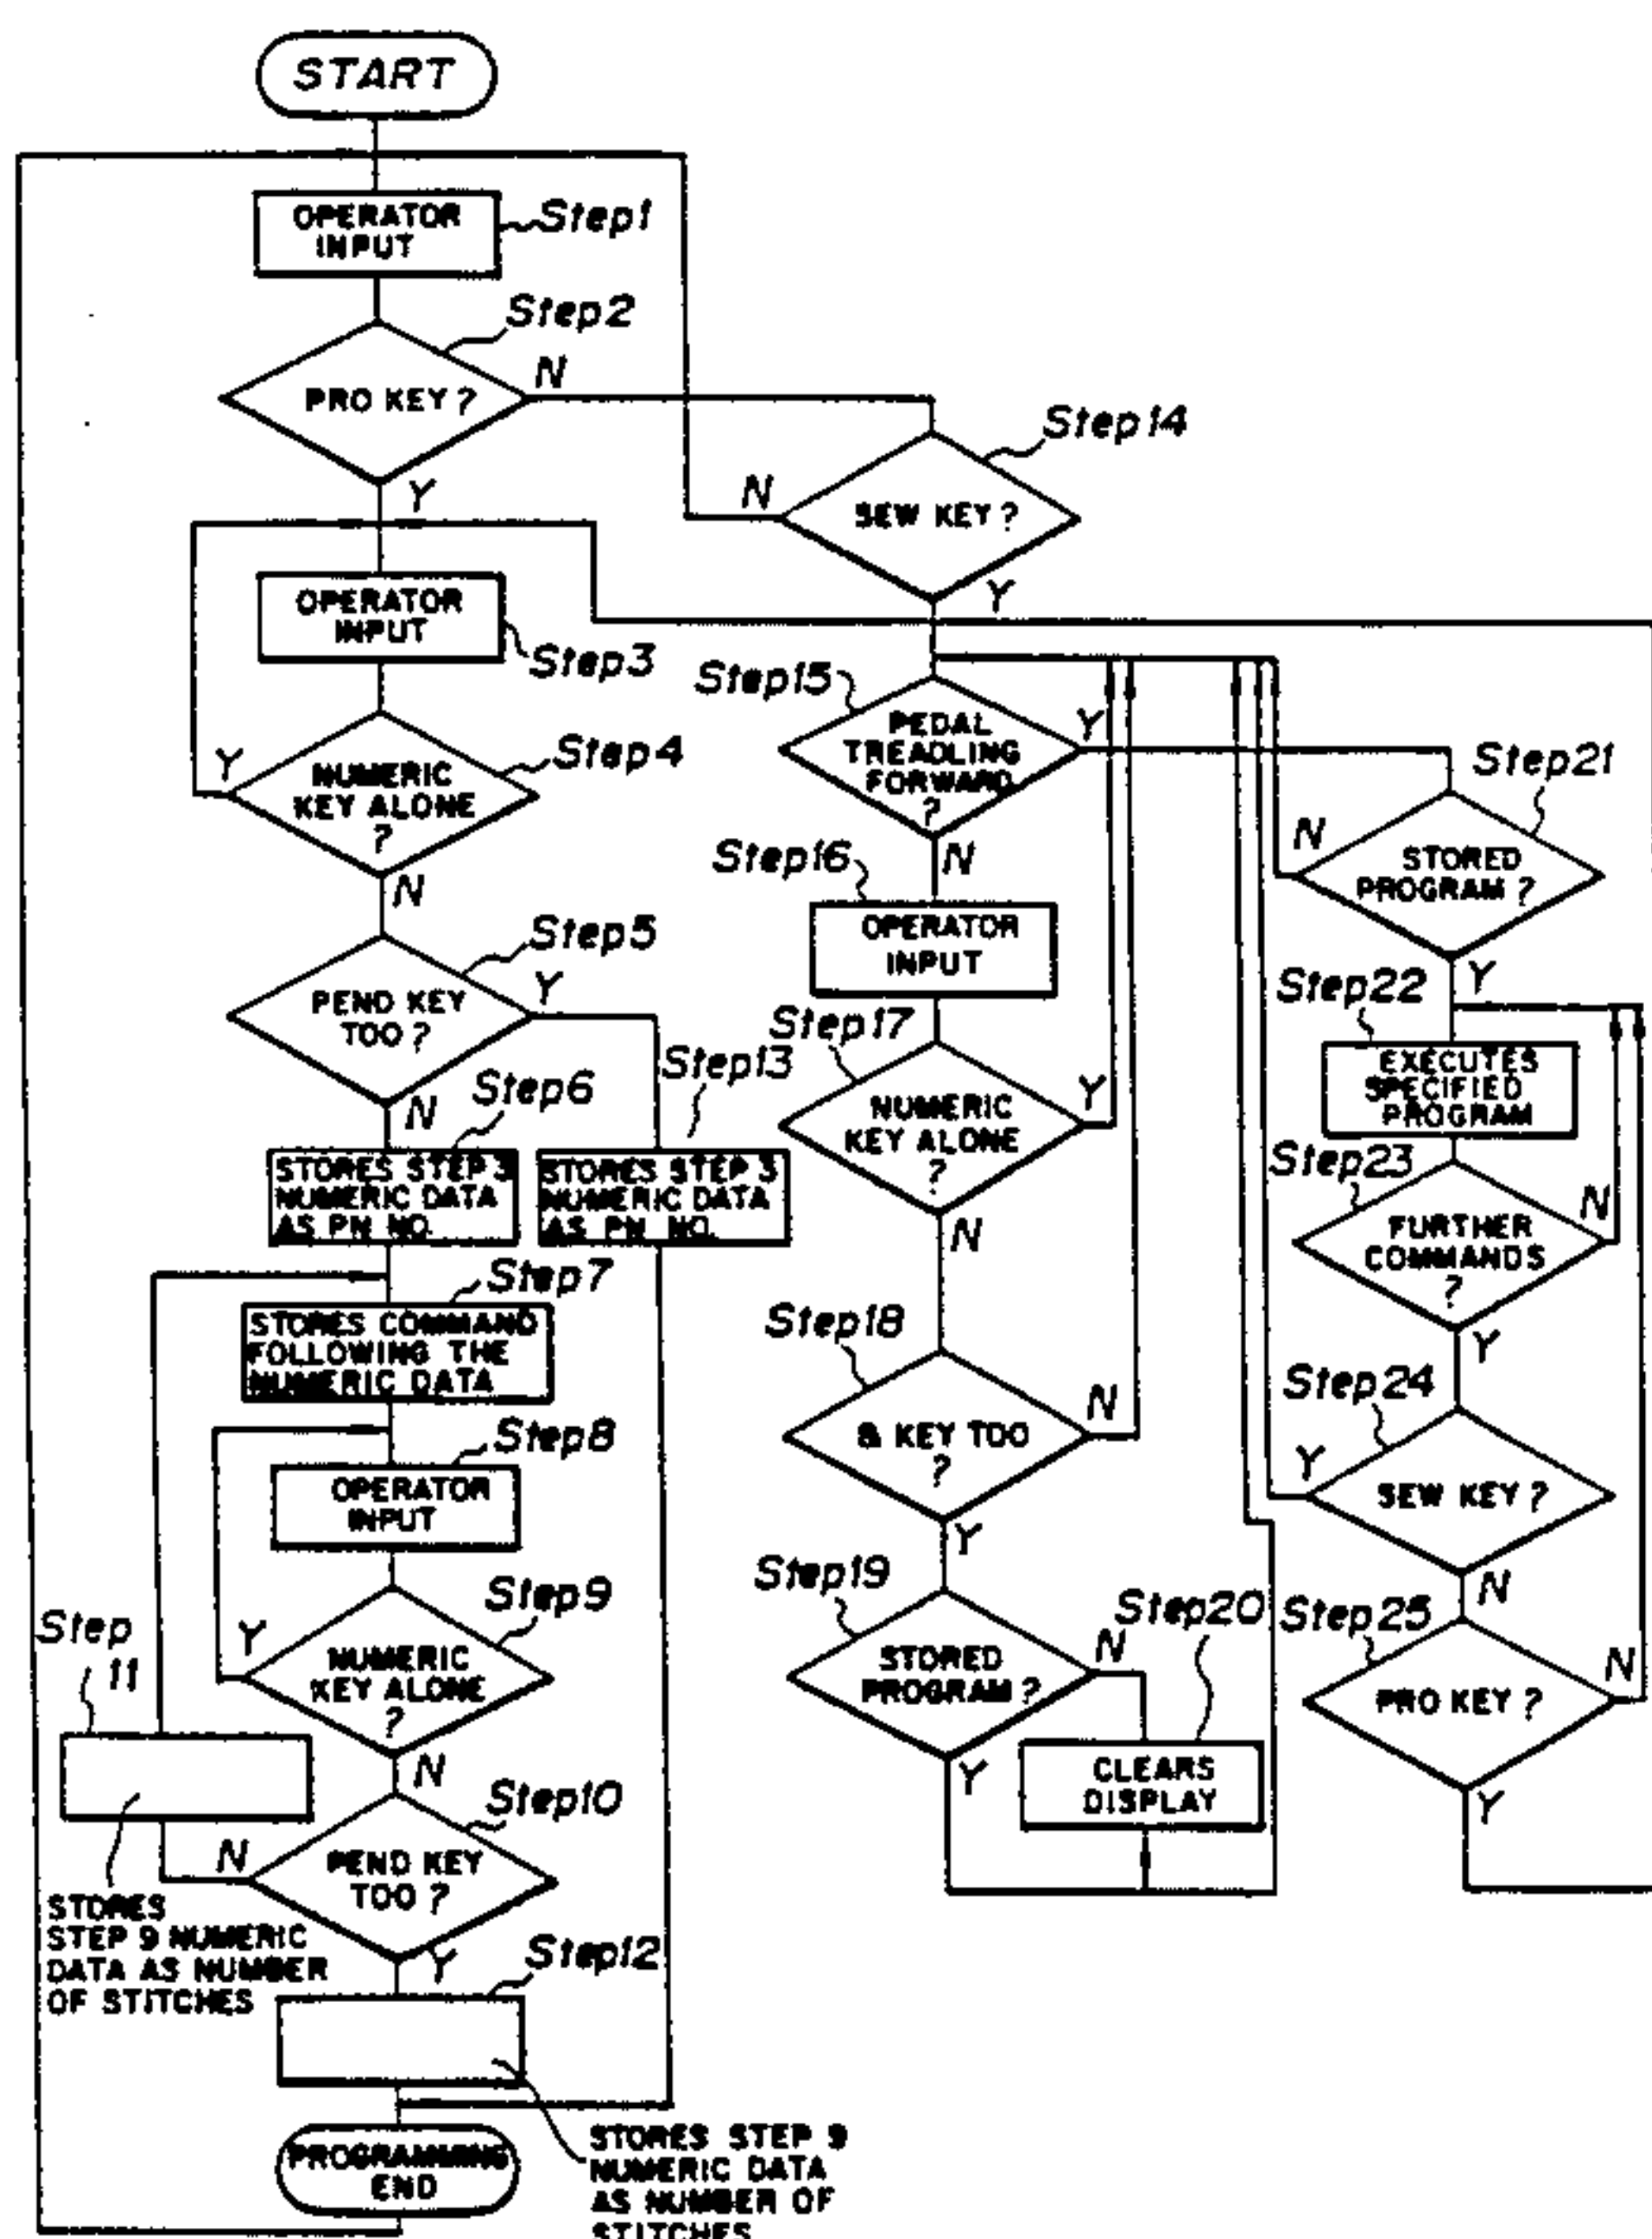 START
OPERATOR
INPUT
Step1
Step2
PRO KEY ?
N
Y
Step14
SEW KEY ?
N
Y
OPERATOR
INPUT
Step3
Step4
NUMERIC
KEY ALONE
?
Y
N
Step5
PEND KEY
TOO ?
Y
N
Step6
STORES STEP 3
NUMERIC DATA
AS PN NO.
Step13
STORES STEP 3
NUMERIC DATA
AS PN NO.
Step7
STORES COMMAND
FOLLOWING THE
NUMERIC DATA
Step8
OPERATOR
INPUT
Step9
NUMERIC
KEY ALONE
?
Y
N
Step10
PEND KEY
TOO ?
N
Y
Step
11
STORES
STEP 9 NUMERIC
DATA AS NUMBER
OF STITCHES
Step12
STORES STEP 9
NUMERIC DATA
AS NUMBER OF
STITCHES
PROGRAMMING
END
Step15
PEDAL
TREADLING
FORWARD
?
Y
N
Step16
OPERATOR
INPUT
Step17
NUMERIC
KEY ALONE
?
Y
N
Step18
& KEY TOO
?
N
Y
Step19
STORED
PROGRAM ?
N
Y
Step20
CLEARS
DISPLAY
Step21
STORED
PROGRAM ?
N
Y
Step22
EXECUTES
SPECIFIED
PROGRAM
Step23
FURTHER
COMMANDS
?
N
Y
Step24
SEW KEY ?
Y
N
Step25
PRO KEY ?
N
Y